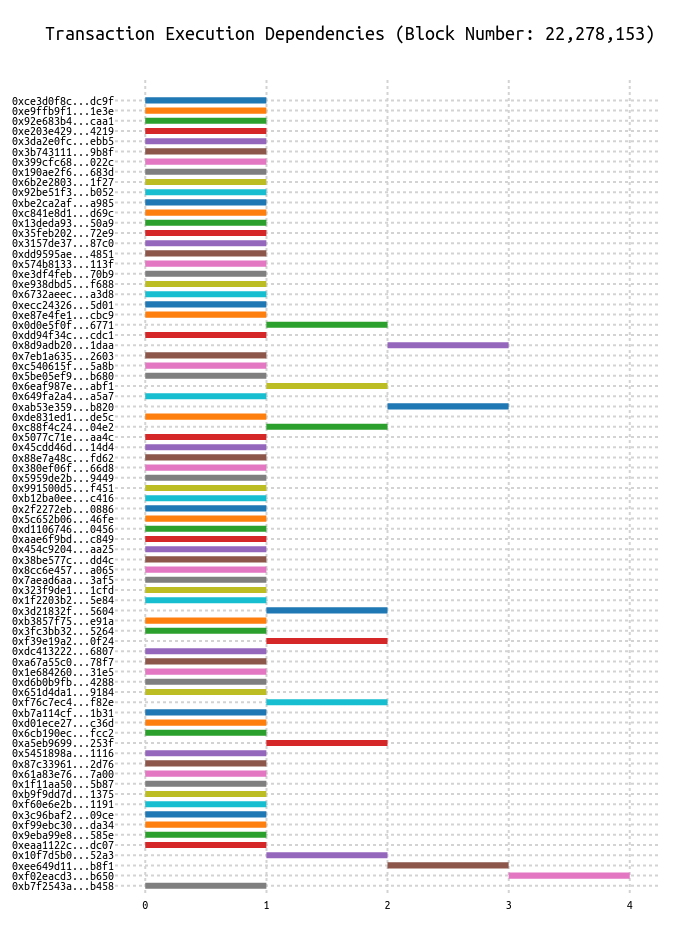 Transaction Execution Dependencies (Block Number: 22,278,153)
0xce3d0f8c...dc9f
0xe9ffb9f1...1e3e
0x92e683b4...caa1
0xe203e429...4219
0x3da2e0fc...ebb5
0x3b743111...9b8f
0x399cfc68...022c
0x190ae2f6...683d
0x6b2e2803...1f27
0x92be51f3...b052
0xbe2ca2af...a985
0xc841e8d1...d69c
0x13deda93...50a9
0x35feb202...72e9
0x3157de37...87c0
0xdd9595ae...4851
0x574b8133...113f
0xe3df4feb...70b9
0xe938dbd5...f688
0x6732aeec...a3d8
0xecc24326...5d01
0xe87e4fe1...cbc9
0x0d0e5f0f...6771
0xdd94f34c...cdc1
0x8d9adb20...1daa
0x7eb1a635...2603
0xc540615f...5a8b
0x5be05ef9...b680
0x6eaf987e...abf1
0x649fa2a4...a5a7
0xab53e359...b820
0xde831ed1...de5c
0xc88f4c24...04e2
0x5077c71e...aa4c
0x45cdd46d...14d4
0x88e7a48c...fd62
0x380ef06f...66d8
0x5959de2b...9449
0x991500d5...f451
0xb12ba0ee...c416
0x2f2272eb...0886
0x5c652b06...46fe
0xd1106746...0456
0xaae6f9bd...c849
0x454c9204...aa25
0x38be577c...dd4c
0x8cc6e457...a065
0x7aead6aa...3af5
0x323f9de1...1cfd
0x1f2203b2...5e84
0x3d21832f...5604
0xb3857f75...e91a
0x3fc3bb32...5264
0xf39e19a2...0f24
0xdc413222...6807
0xa67a55c0...78f7
0x1e684260...31e5
0xd6b0b9fb...4288
0x651d4da1...9184
0xf76c7ec4...f82e
0xb7a114cf...1b31
0xd01ece27...c36d
0x6cb190ec...fcc2
0xa5eb9699...253f
0x5451898a...1116
0x87c33961...2d76
0x61a83e76...7a00
0x1f11aa50...5b87
0xb9f9dd7d...1375
0xf60e6e2b...1191
0x3c96baf2...09ce
0xf99ebc30...da34
0x9eba99e8...585e
0xeaa1122c...dc07
0x10f7d5b0...52a3
0xee649d11...b8f1
0xf02eacd3...b650
0xb7f2543a...b458
0 1 2 3 4